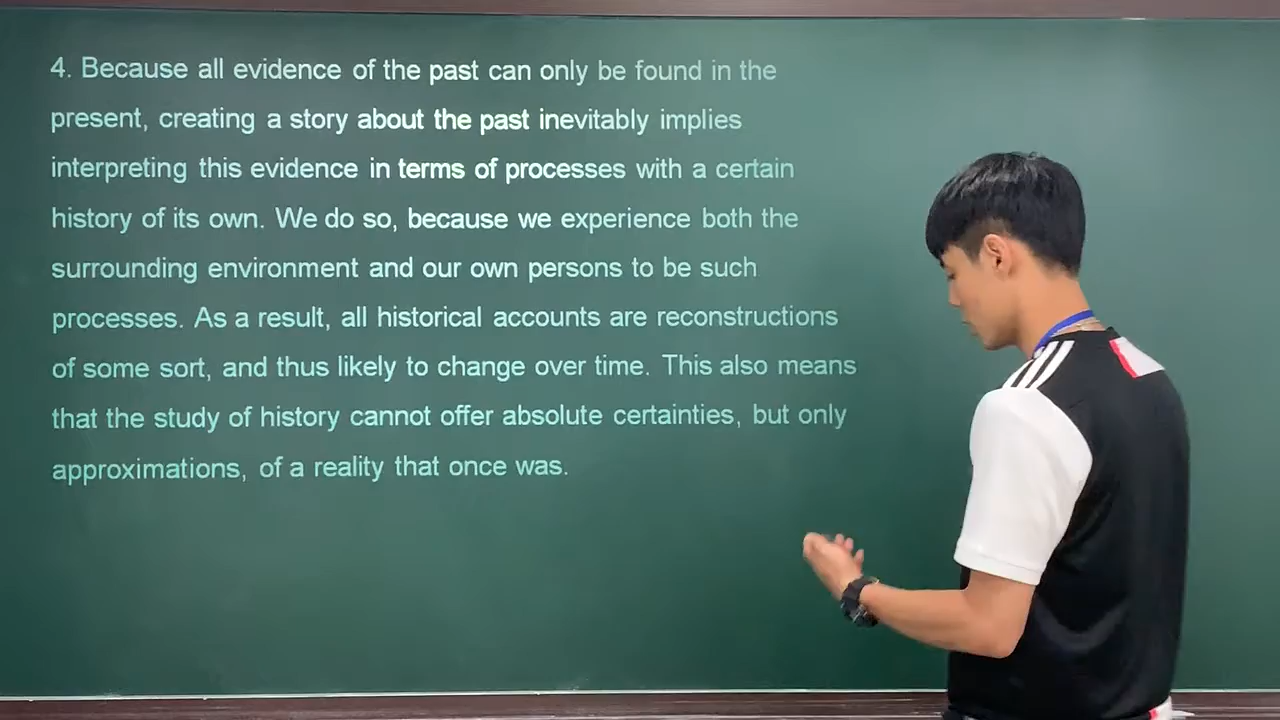 4. Because all evidence of the past can only be found in the
present, creating a story about the past inevitably implies
interpreting this evidence in terms of processes with a certain
history of its own. We do so, because we experience both the
surrounding environment and our own persons to be such
processes. As a result, all historical accounts are reconstructions
of some sort, and thus likely to change over time. This also means
that the study of history cannot offer absolute certainties, but only
approximations, of a reality that once was.